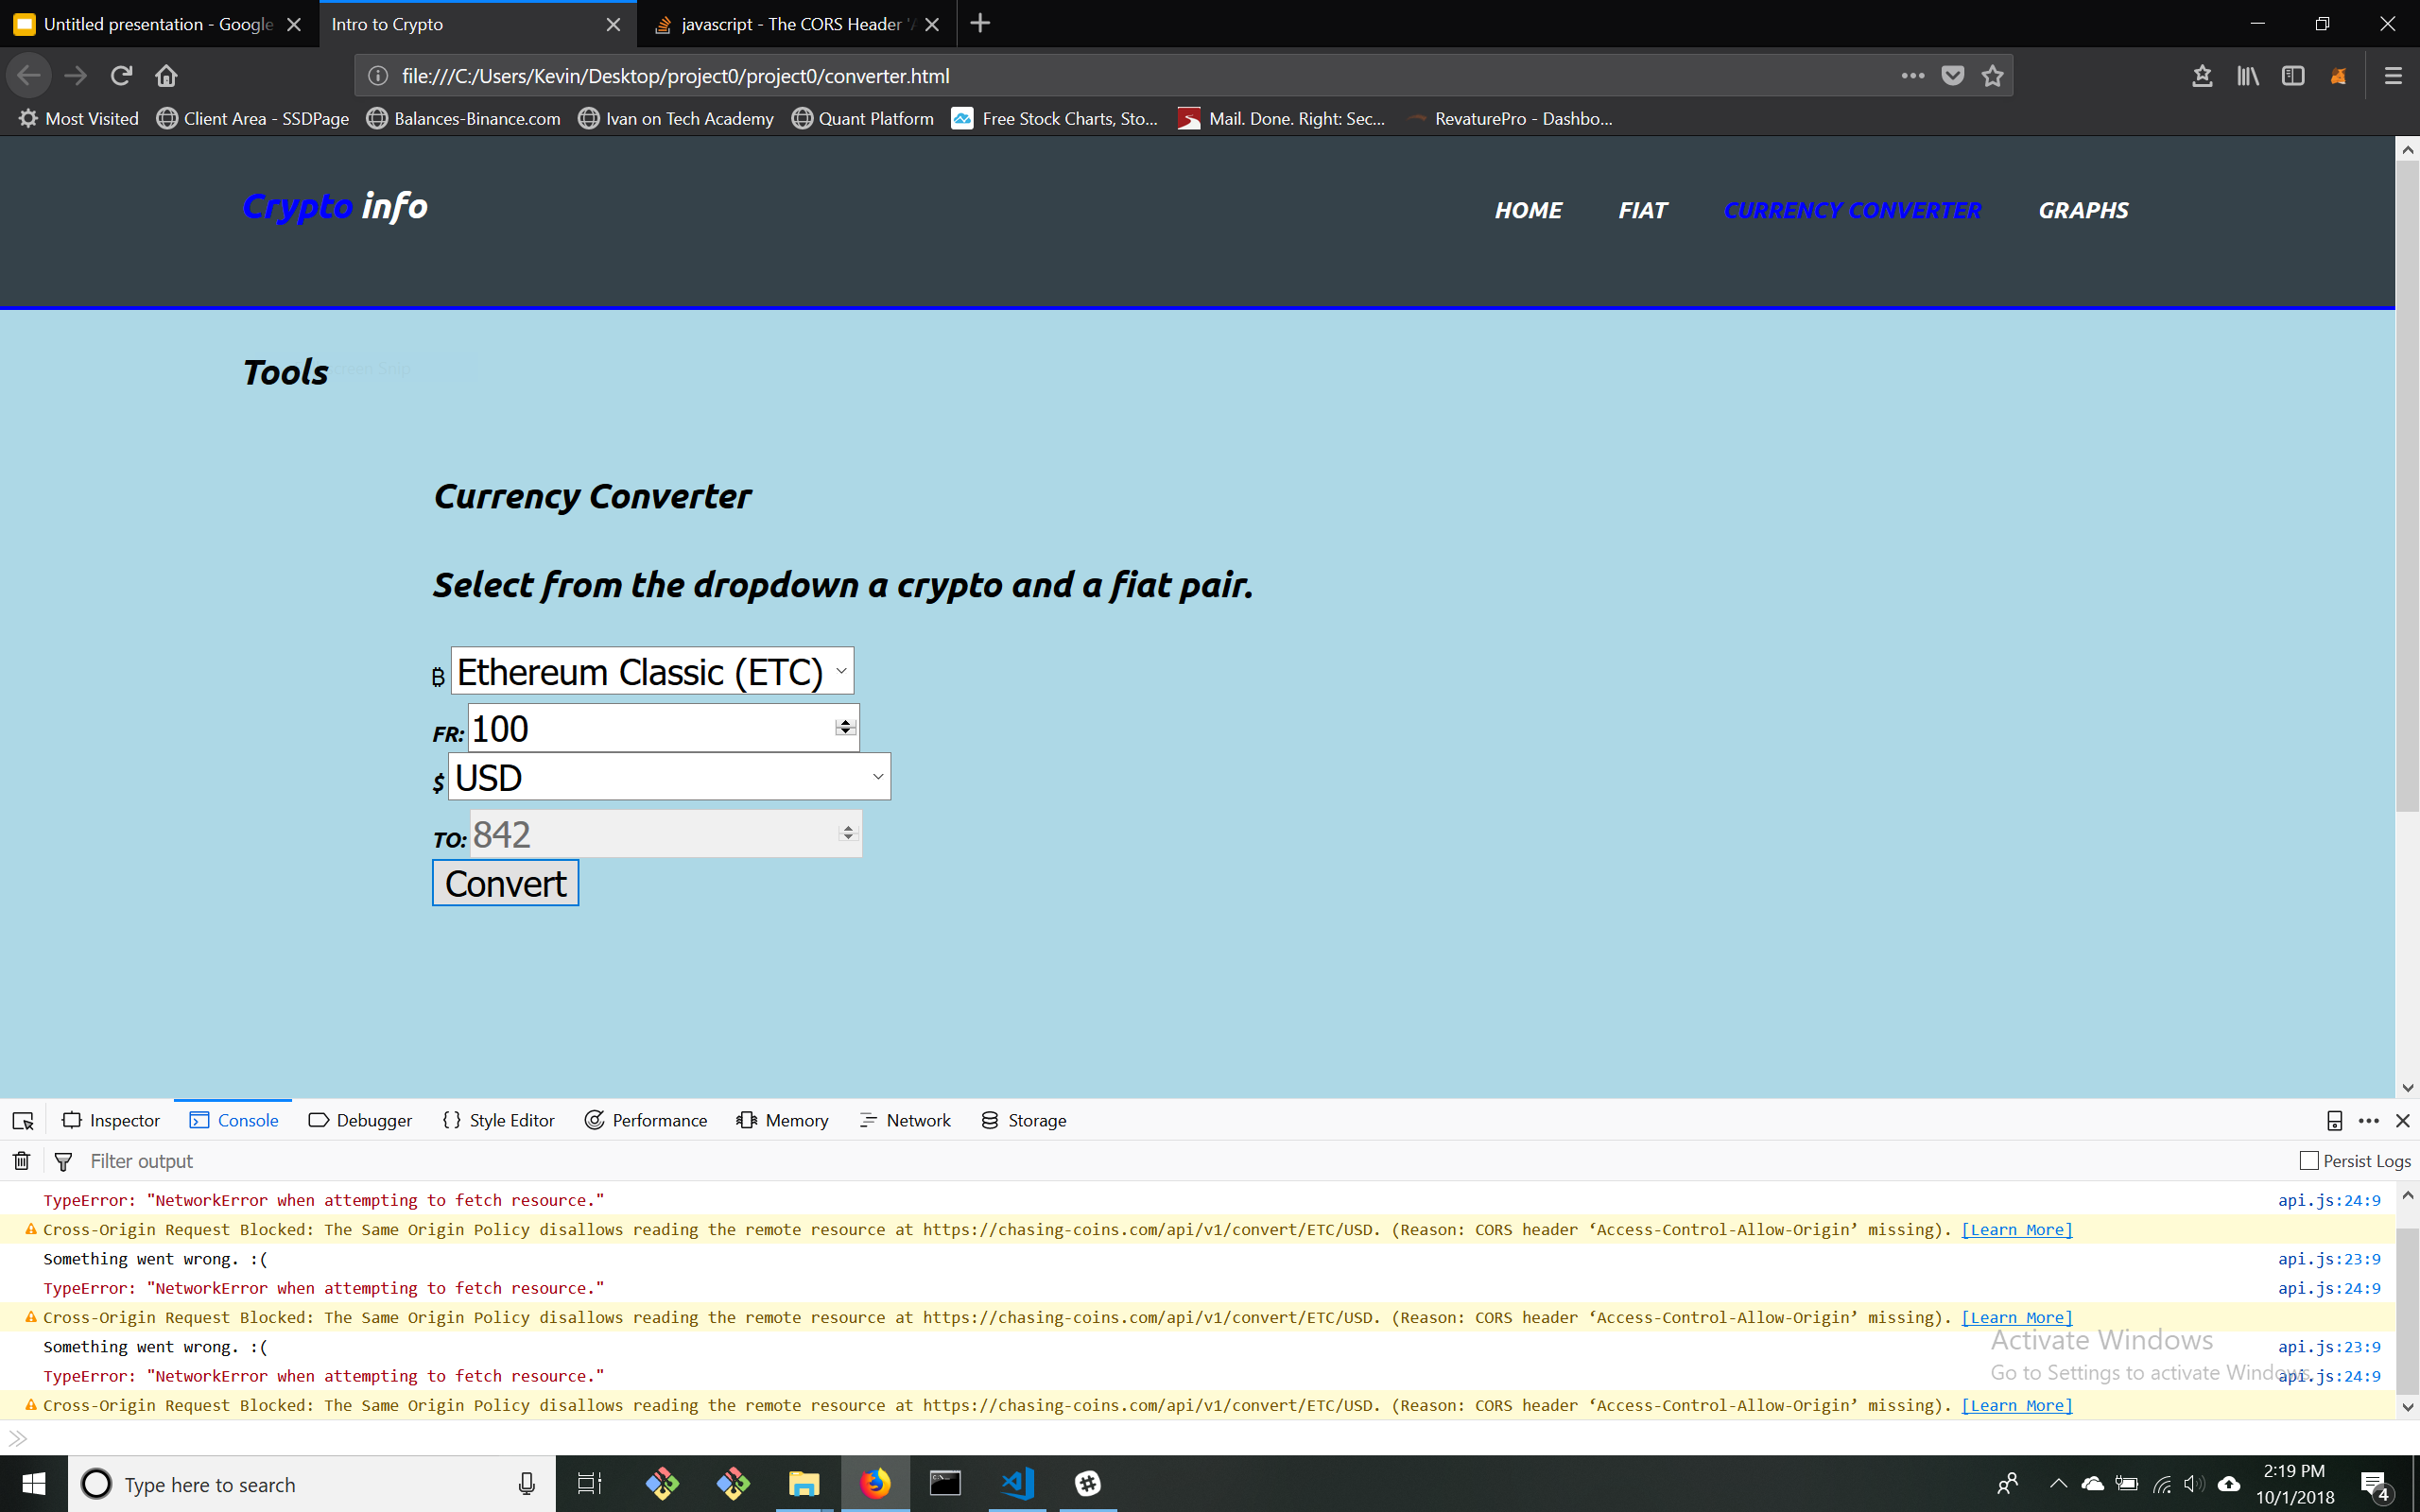 Untitled presentation - Google
Intro to Crypto
javascript - The CORS Header '
file:///C:/Users/Kevin/Desktop/project0/project0/converter.html
Most Visited
Client Area - SSDPage
Balances-Binance.com
Ivan on Tech Academy
Quant Platform
Free Stock Charts, Sto...
Mail. Done. Right: Sec...
RevaturePro - Dashbo...
Crypto info
HOME
FIAT
CURRENCY CONVERTER
GRAPHS
Tools
Currency Converter
Select from the dropdown a crypto and a fiat pair.
₿ Ethereum Classic (ETC)
FR: 100
$ USD
TO: 842
Convert
Inspector
Console
Debugger
Style Editor
Performance
Memory
Network
Storage
Filter output
Persist Logs
TypeError: "NetworkError when attempting to fetch resource." api.js:24:9
Cross-Origin Request Blocked: The Same Origin Policy disallows reading the remote resource at https://chasing-coins.com/api/v1/convert/ETC/USD. (Reason: CORS header ‘Access-Control-Allow-Origin’ missing). [Learn More]
Something went wrong. :( api.js:23:9
TypeError: "NetworkError when attempting to fetch resource." api.js:24:9
Cross-Origin Request Blocked: The Same Origin Policy disallows reading the remote resource at https://chasing-coins.com/api/v1/convert/ETC/USD. (Reason: CORS header ‘Access-Control-Allow-Origin’ missing). [Learn More]
Something went wrong. :( api.js:23:9
TypeError: "NetworkError when attempting to fetch resource." api.js:24:9
Cross-Origin Request Blocked: The Same Origin Policy disallows reading the remote resource at https://chasing-coins.com/api/v1/convert/ETC/USD. (Reason: CORS header ‘Access-Control-Allow-Origin’ missing). [Learn More]
Activate Windows
Go to Settings to activate Windows.
Type here to search
2:19 PM
10/1/2018
4